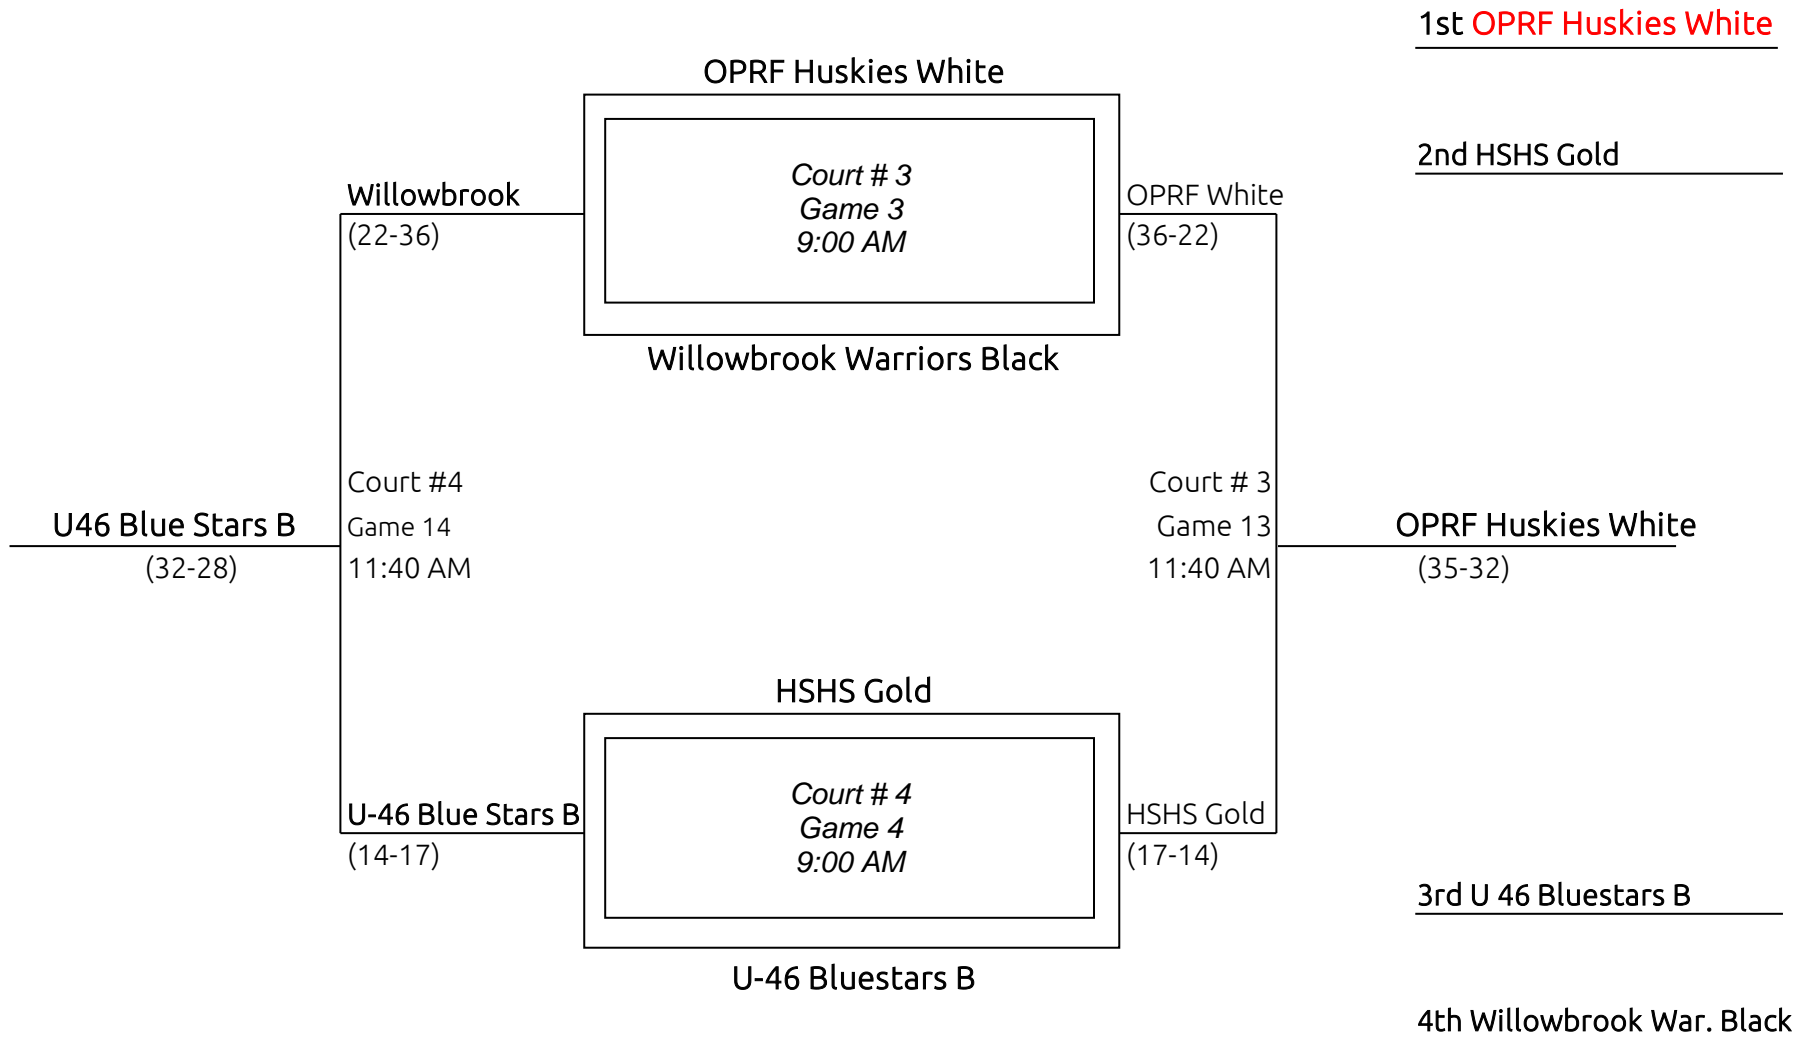 1st OPRF Huskies White
OPRF Huskies White
2nd HSHS Gold
Court # 3
Game 3
9:00 AM
Willowbrook
(22-36)
OPRF White
(36-22)
Willowbrook Warriors Black
Court #4
Game 14
11:40 AM
U46 Blue Stars B
(32-28)
Court # 3
Game 13
11:40 AM
OPRF Huskies White
(35-32)
HSHS Gold
Court # 4
Game 4
9:00 AM
U-46 Blue Stars B
(14-17)
HSHS Gold
(17-14)
3rd U 46 Bluestars B
U-46 Bluestars B
4th Willowbrook War. Black